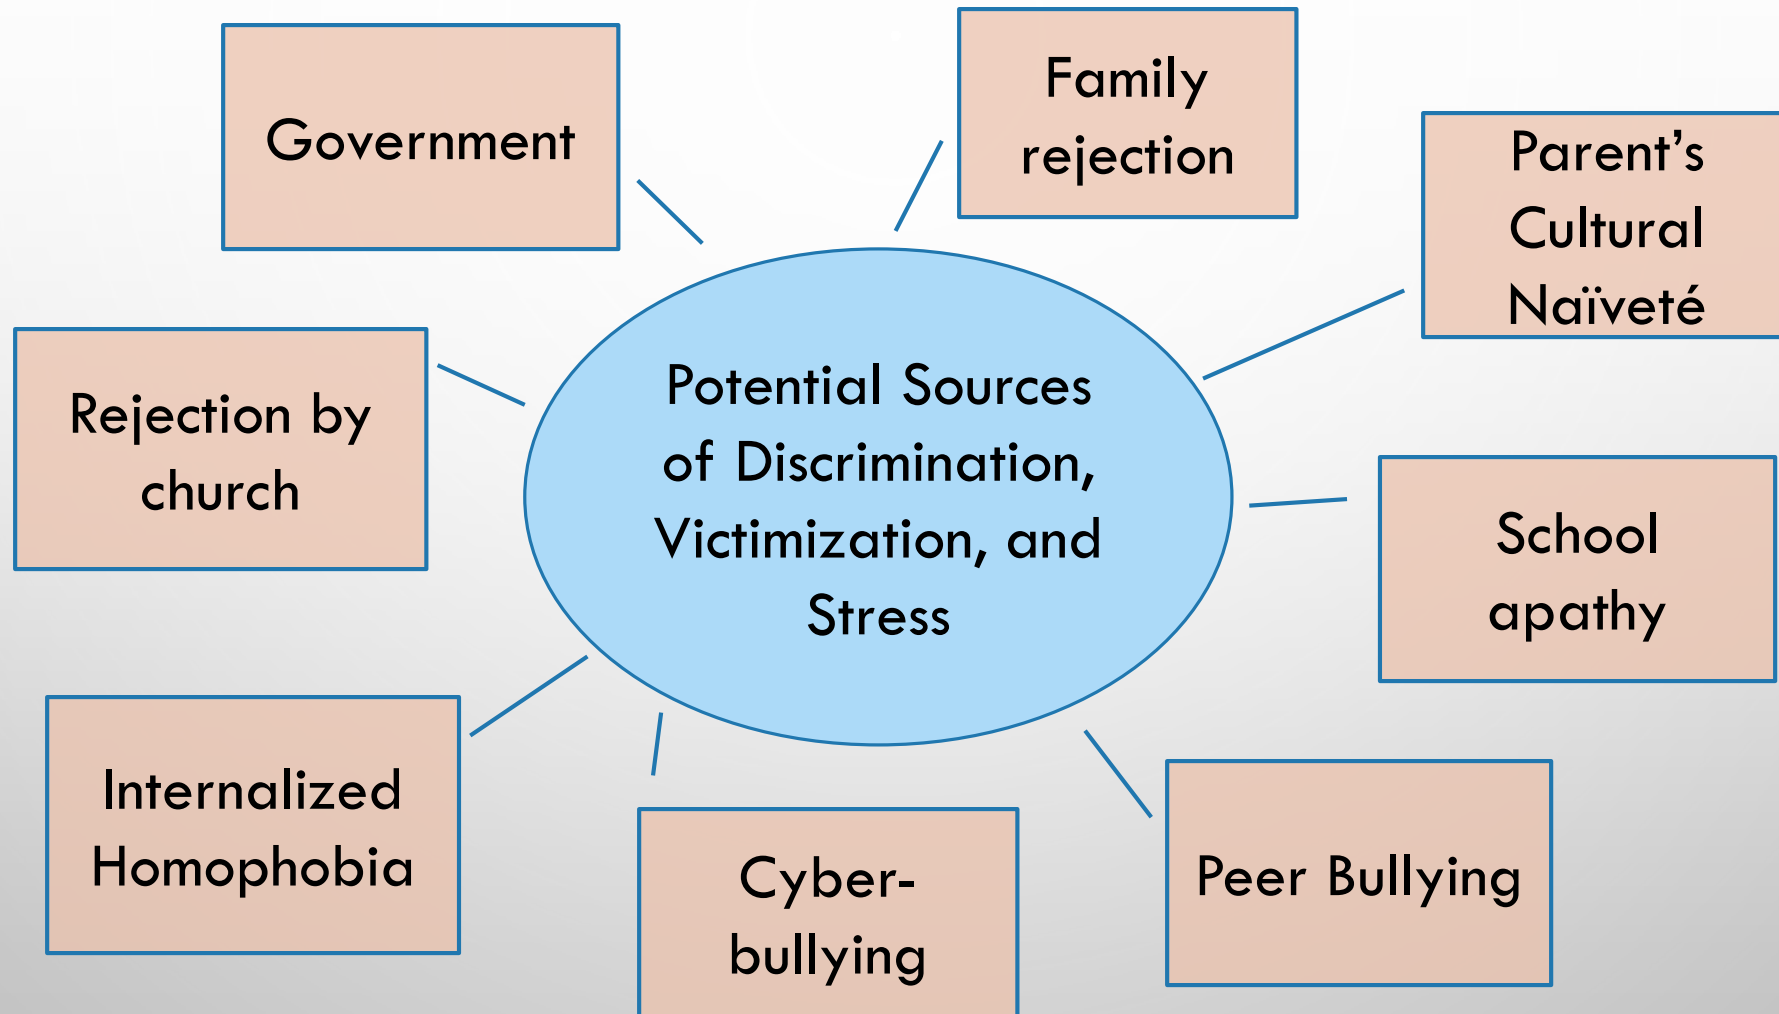 Government
Family
rejection
Parent's
Cultural
Naïveté
Rejection by
church
Potential Sources
of Discrimination,
Victimization, and
Stress
School
apathy
Internalized
Homophobia
Cyber-
bullying
Peer Bullying